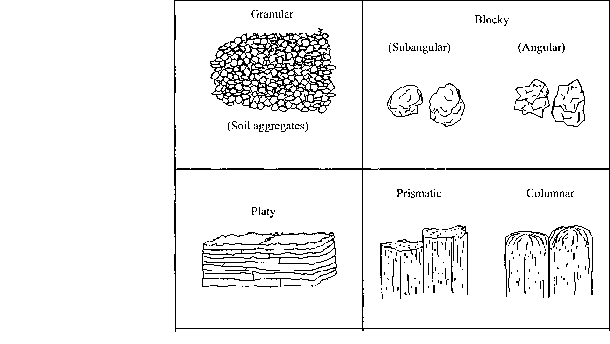 Granular
(Soil aggregates)
Blocky
(Subangular)
(Angular)
Platy
Prismatic
Columnar